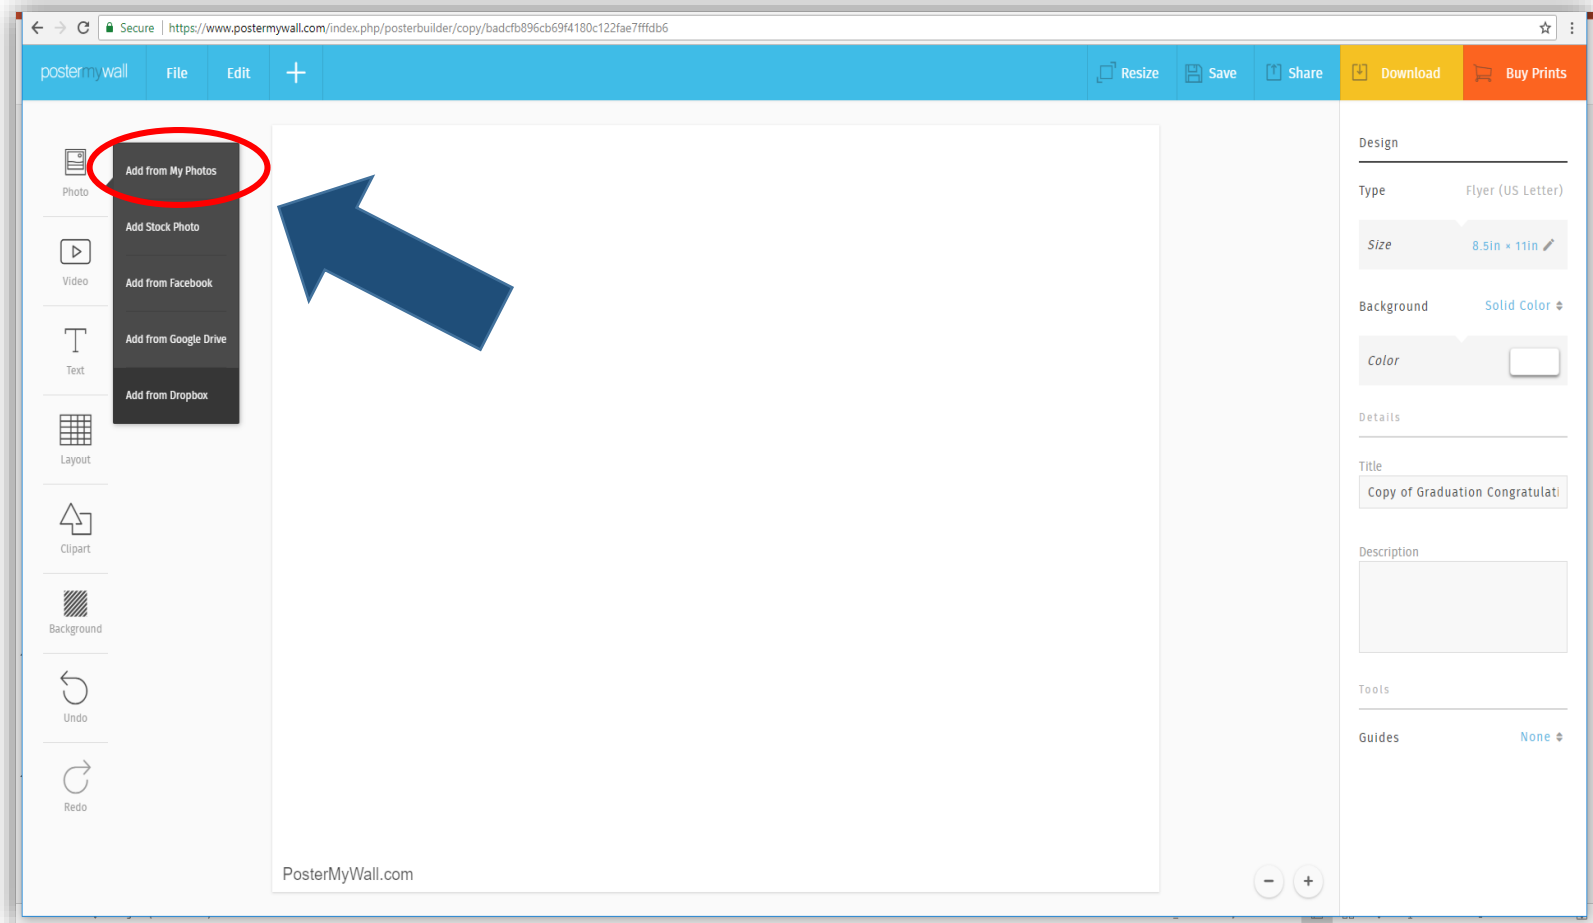 Secure https://www.postermywall.com/index.php/posterbuilder/copy/badcfb896cb69f4180c122fae7fffdb6
postermywall File Edit Resize Save Share Download Buy Prints
Photo
Add from My Photos
Add Stock Photo
Add from Facebook
Add from Google Drive
Add from Dropbox
Video
Text
Layout
Clipart
Background
Undo
Redo
PosterMyWall.com
Design
Type Flyer (US Letter)
Size 8.5in × 11in
Background Solid Color
Color
Details
Title
Copy of Graduation Congratulati
Description
Tools
Guides None